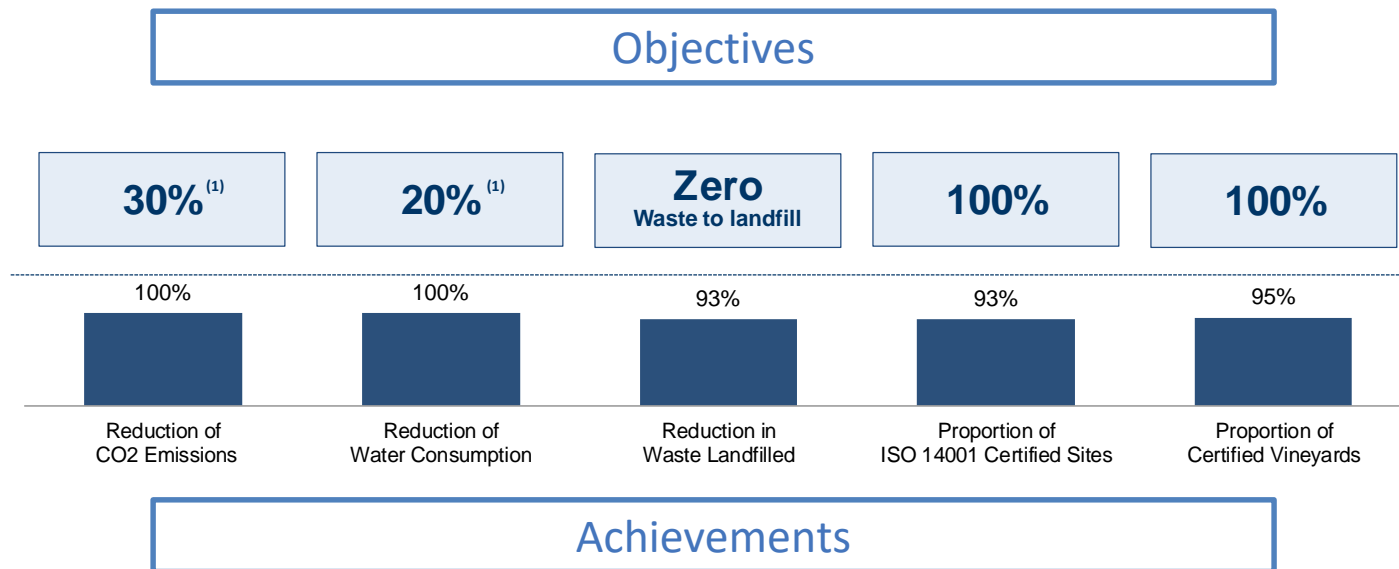 Objectives
30% (1)
20% (1)
Zero
Waste to landfill
100%
100%
100%
100%
93%
93%
95%
Reduction of
CO2 Emissions
Reduction of
Water Consumption
Reduction in
Waste Landfilled
Proportion of
ISO 14001 Certified Sites
Proportion of
Certified Vineyards
Achievements